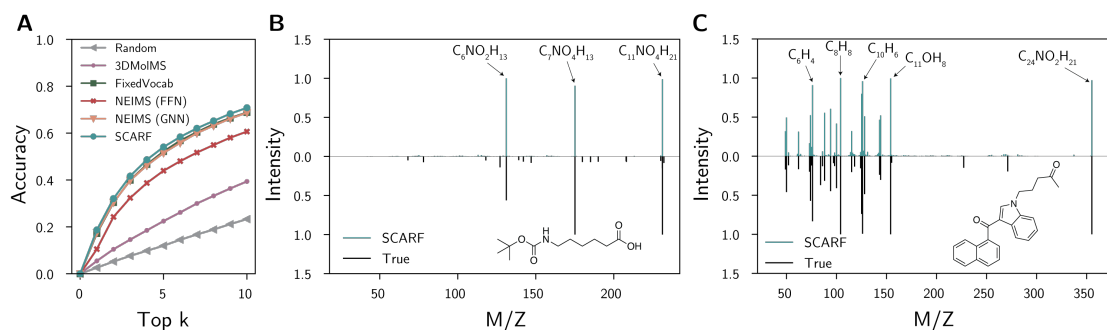 A
Accuracy
1.0
0.8
0.6
0.4
0.2
0.0
Random
3DMolMS
FixedVocab
NEIMS (FFN)
NEIMS (GNN)
SCARF
0 5 10
Top k
B
Intensity
1.5
1.0
0.5
0.0
0.5
1.0
1.5
C₆NO₂H₁₃
C₇NO₄H₁₃
C₁₁NO₄H₂₁
SCARF
True
O
O
H
N
O
OH
50 100 150 200
M/Z
C
Intensity
1.5
1.0
0.5
0.0
0.5
1.0
1.5
C₆H₄
C₈H₈
C₁₀H₆
C₁₁OH₈
C₂₄NO₂H₂₁
SCARF
True
O
N
O
50 100 150 200 250 300 350
M/Z